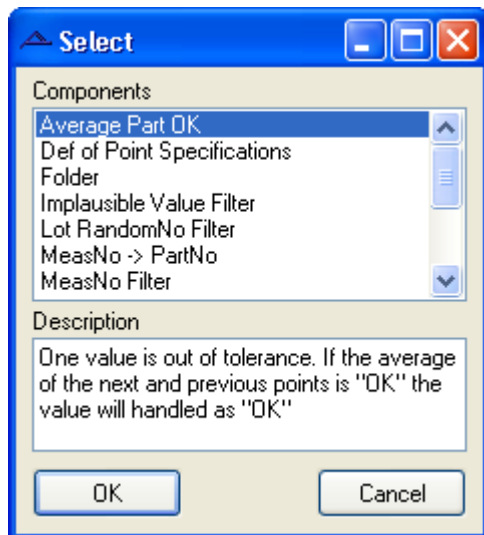 Select
Components
Average Part OK
Def of Point Specifications
Folder
Implausible Value Filter
Lot RandomNo Filter
MeasNo -> PartNo
MeasNo Filter
Description
One value is out of tolerance. If the average
of the next and previous points is "OK" the
value will handled as "OK"
OK
Cancel